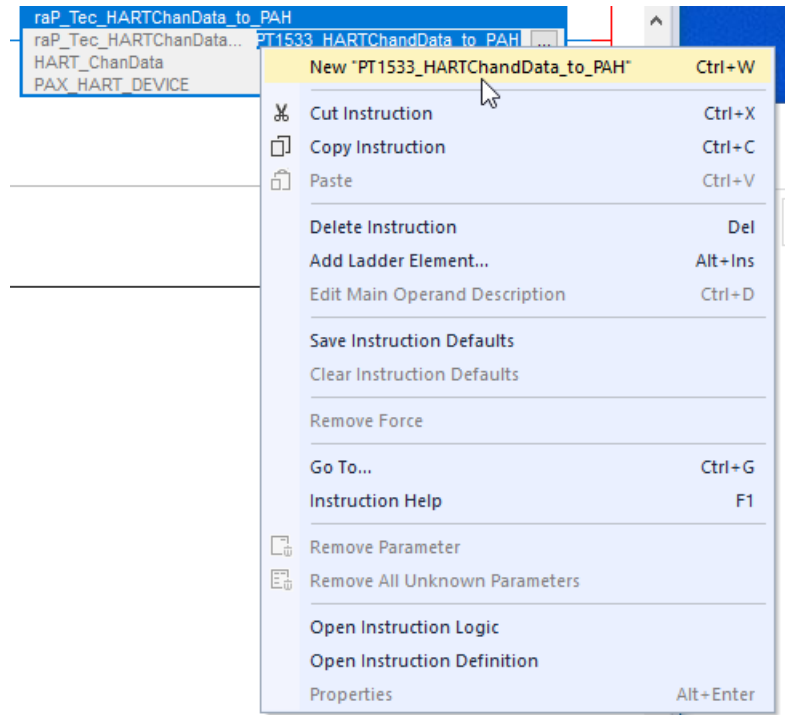 raP_Tec_HARTChanData_to_PAH
raP_Tec_HARTChanData... PT1533_HARTChandData_to_PAH ...
HART_ChanData
PAX_HART_DEVICE
New "PT1533_HARTChandData_to_PAH" Ctrl+W
Cut Instruction Ctrl+X
Copy Instruction Ctrl+C
Paste Ctrl+V
Delete Instruction Del
Add Ladder Element... Alt+Ins
Edit Main Operand Description Ctrl+D
Save Instruction Defaults
Clear Instruction Defaults
Remove Force
Go To... Ctrl+G
Instruction Help F1
Remove Parameter
Remove All Unknown Parameters
Open Instruction Logic
Open Instruction Definition
Properties Alt+Enter